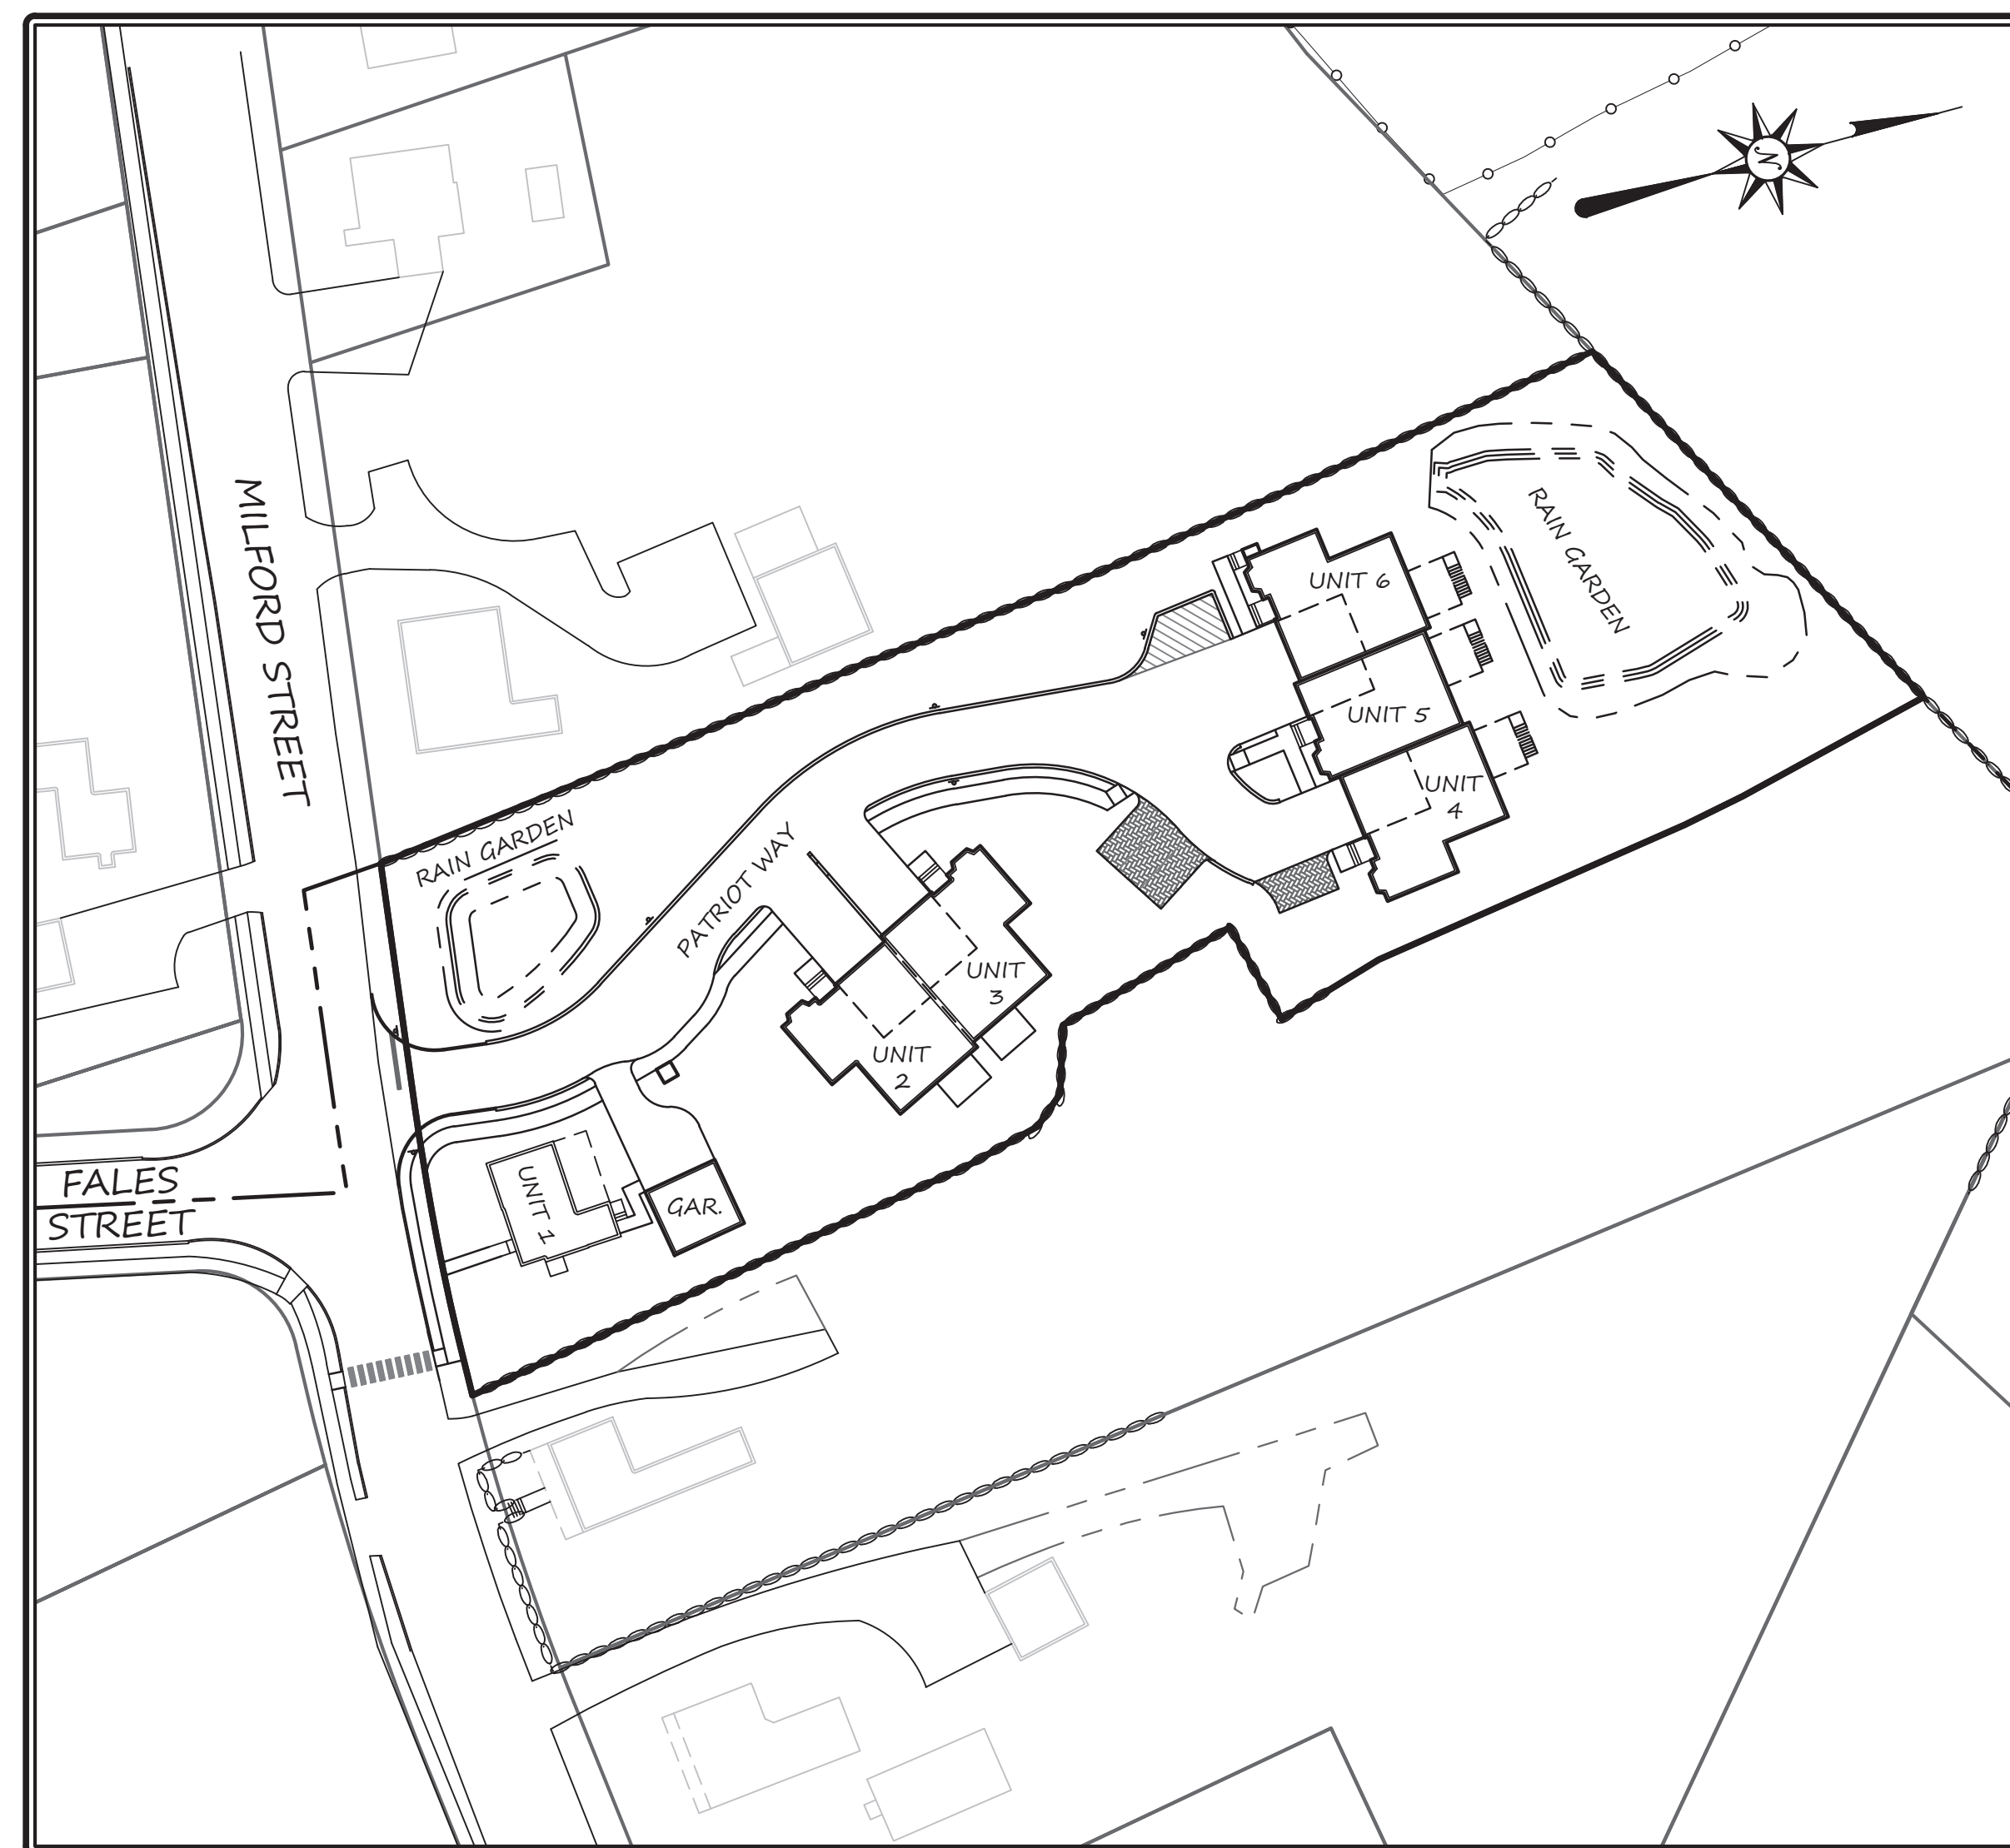 N
RAIN GARDEN
MILFORD STREET
UNIT 6
UNIT 5
UNIT
4
RAIN GARDEN
PATRIOT WAY
UNIT
3
UNIT
2
UNIT 1
GAR.
FALES
STREET